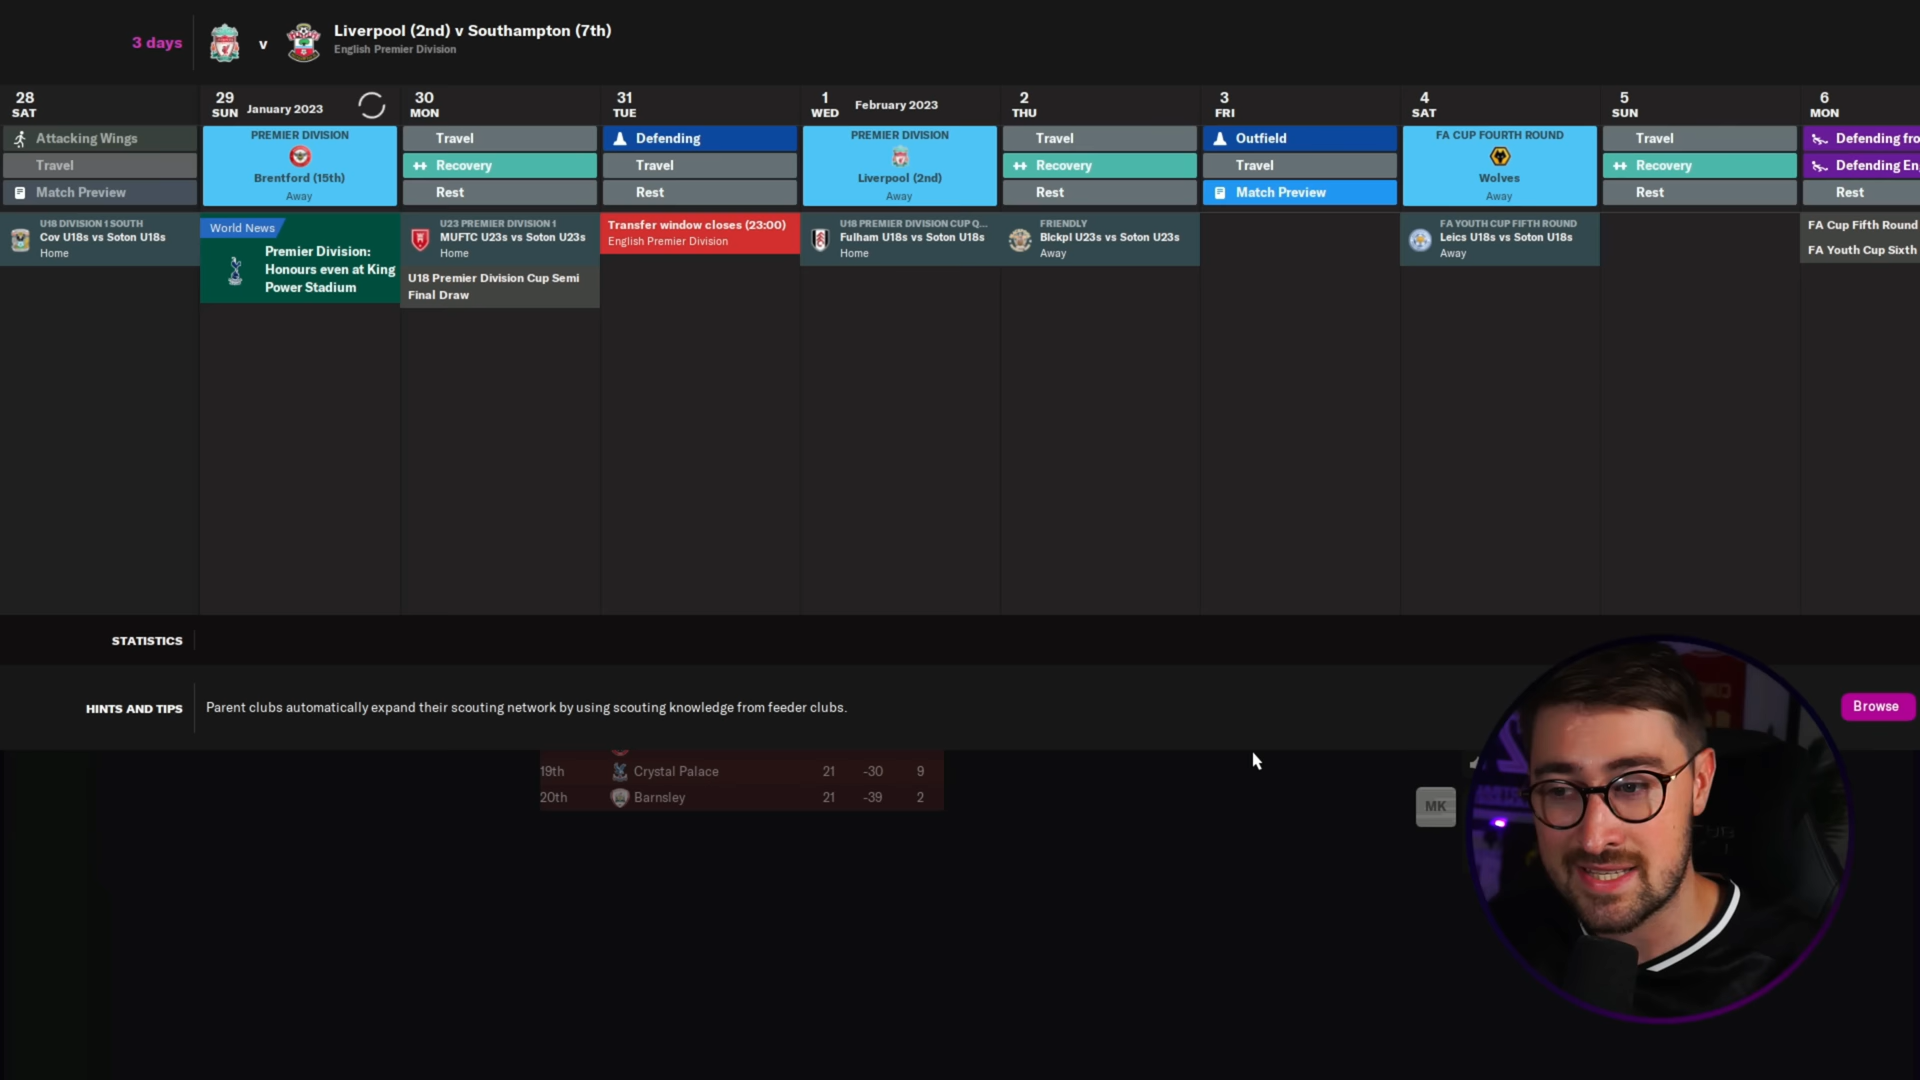 3 days
v
Liverpool (2nd) v Southampton (7th)
English Premier Division
28
SAT
29
SUN
January 2023
30
MON
31
TUE
1
WED
February 2023
2
THU
3
FRI
4
SAT
5
SUN
6
MON
Attacking Wings
Travel
Match Preview
PREMIER DIVISION
Brentford (15th)
Away
Travel
Recovery
Rest
Defending
Travel
Rest
PREMIER DIVISION
Liverpool (2nd)
Away
Travel
Recovery
Rest
Outfield
Travel
Match Preview
FA CUP FOURTH ROUND
Wolves
Away
Travel
Recovery
Rest
Defending fro
Defending En
Rest
U18 DIVISION 1 SOUTH
Cov U18s vs Soton U18s
Home
World News
Premier Division:
Honours even at King
Power Stadium
U23 PREMIER DIVISION 1
MUFTC U23s vs Soton U23s
Home
U18 Premier Division Cup Semi
Final Draw
Transfer window closes (23:00)
English Premier Division
U18 PREMIER DIVISION CUP Q...
Fulham U18s vs Soton U18s
Home
FRIENDLY
Blckpl U23s vs Soton U23s
Away
FA YOUTH CUP FIFTH ROUND
Leics U18s vs Soton U18s
Away
FA Cup Fifth Round
FA Youth Cup Sixth
STATISTICS
HINTS AND TIPS
Parent clubs automatically expand their scouting network by using scouting knowledge from feeder clubs.
Browse
19th Crystal Palace 21 -30 9
20th Barnsley 21 -39 2
MK